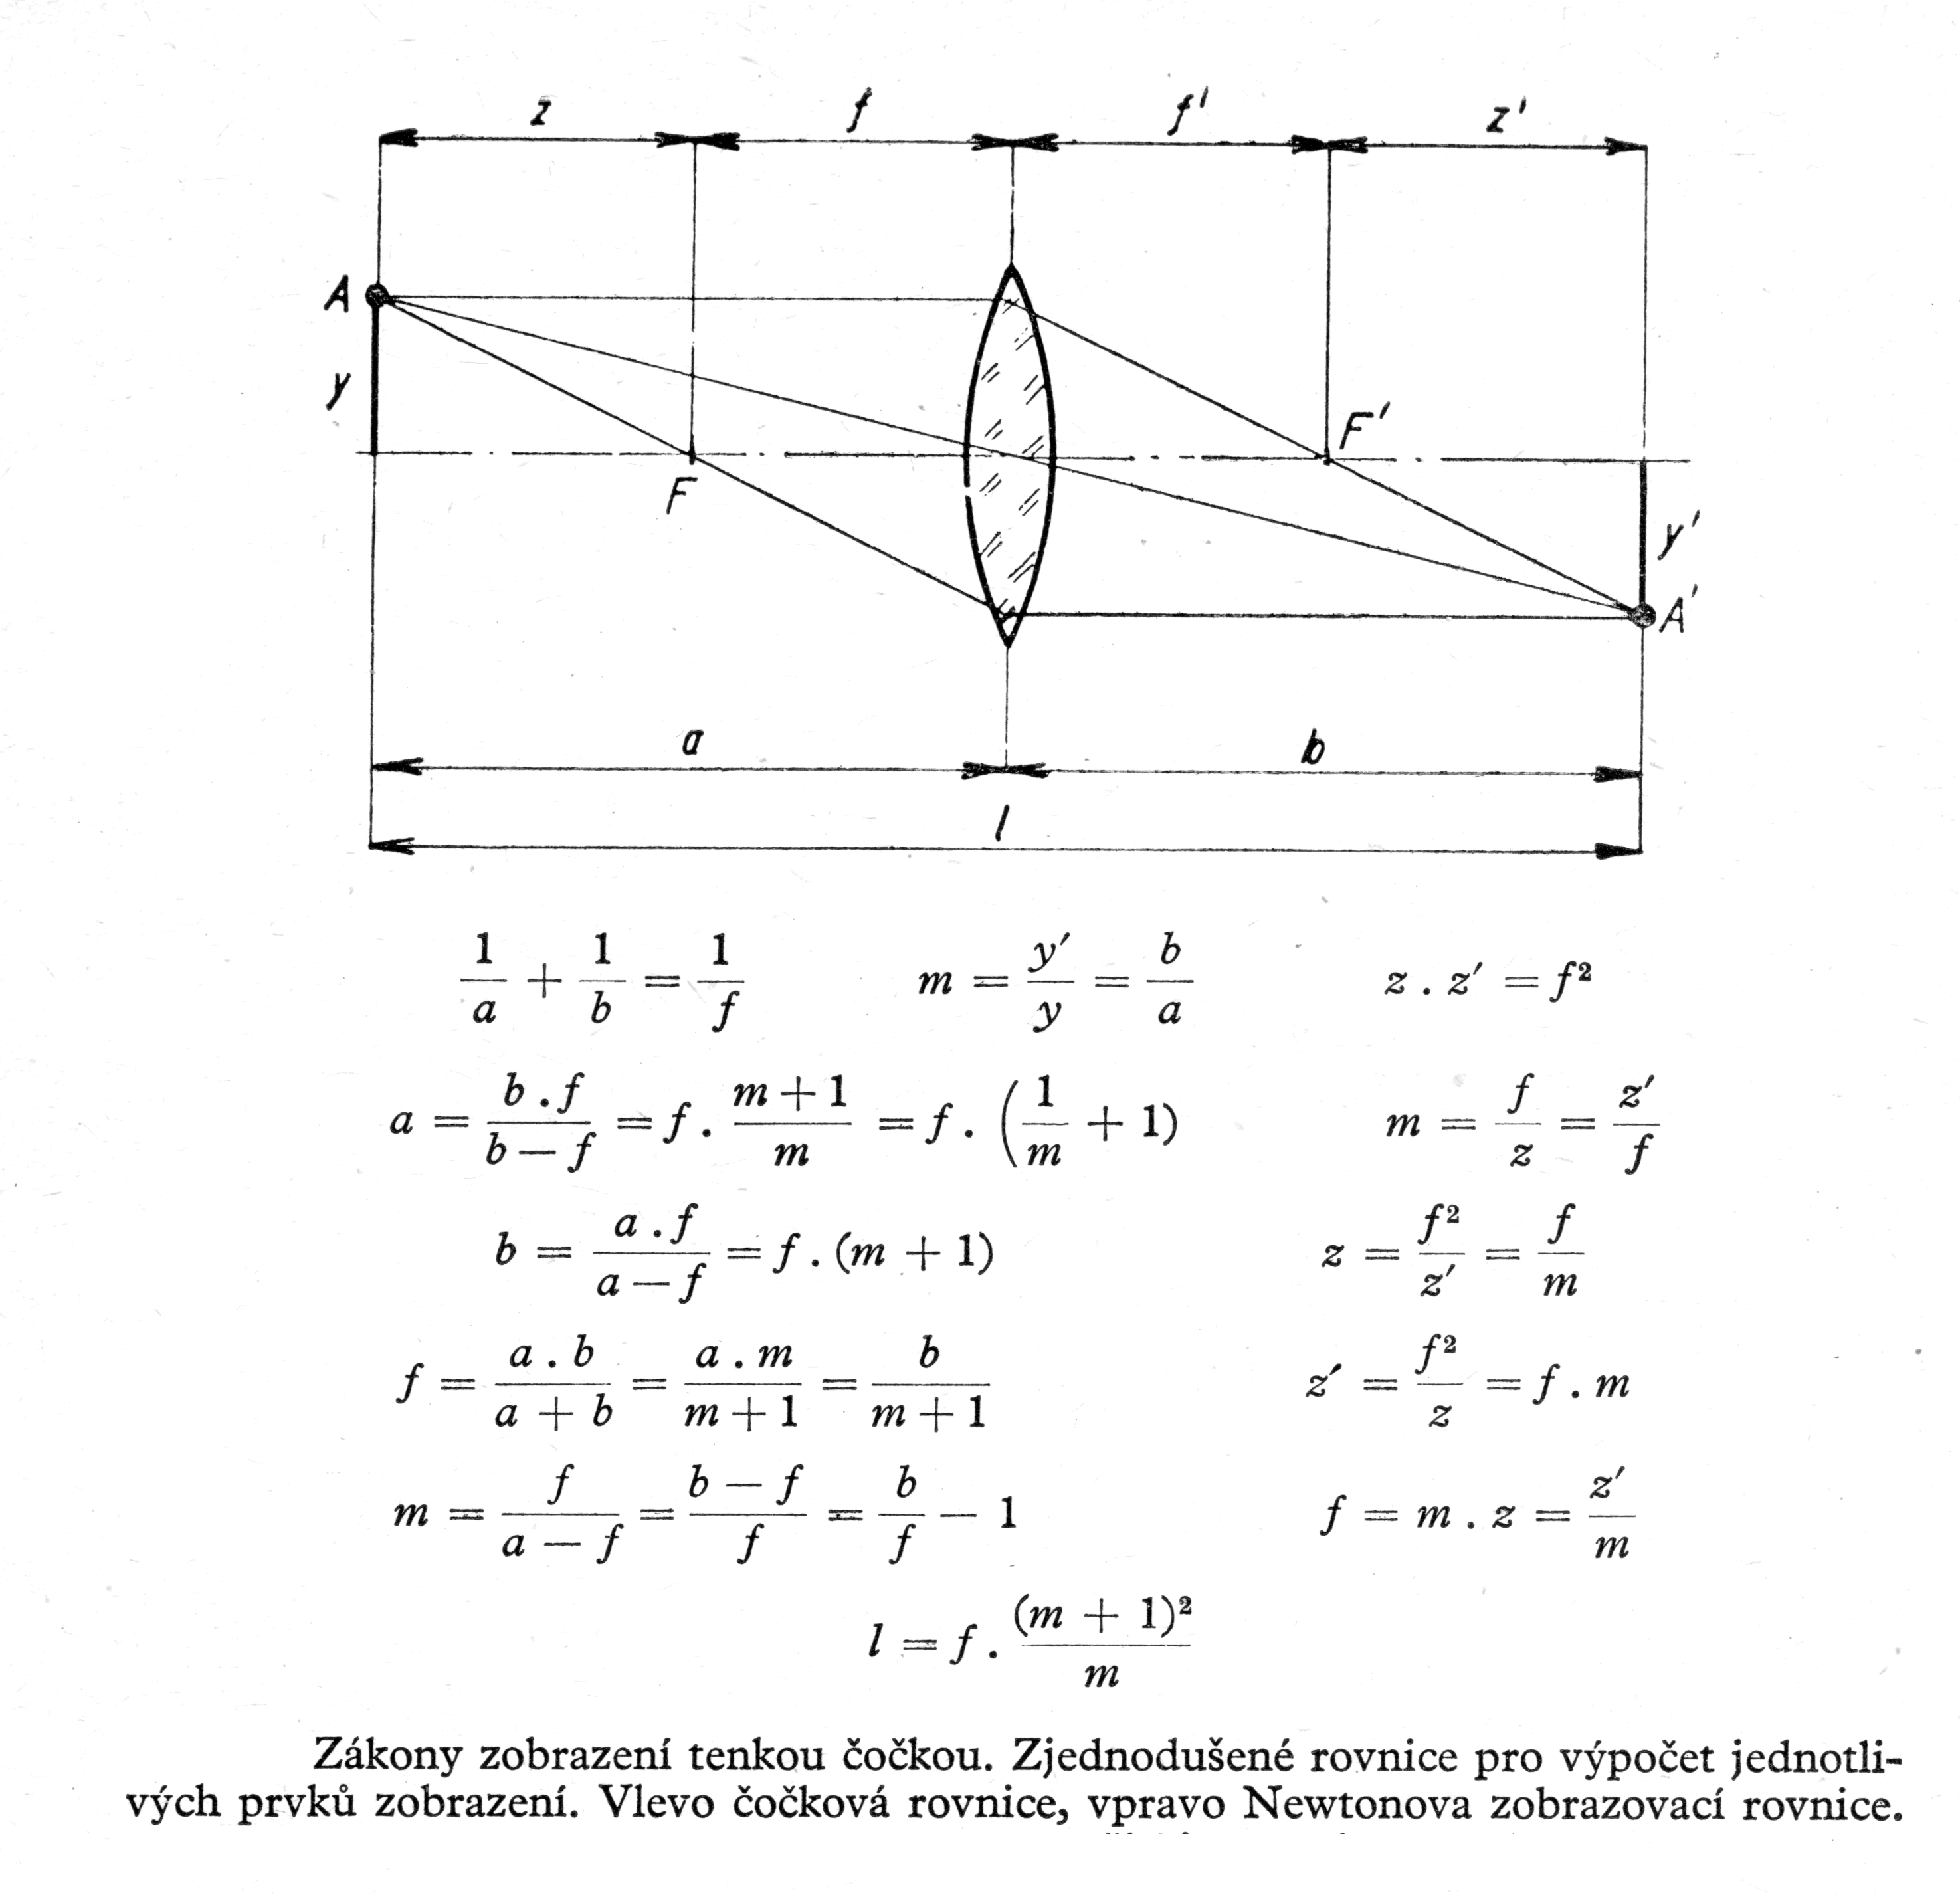 z f f' z'
A
y
F'
F
y'
A'
a b
l
1/a + 1/b = 1/f m = y′/y = b/a z . z′ = f²
a = b . f/b — f = f . m + 1/m = f . (1/m + 1) m = f/z = z′/f
b = a . f/a — f = f . (m + 1) z = f²/z′ = f/m
f = a . b/a + b = a . m/m + 1 = b/m + 1 z′ = f²/z = f . m
m = f/a — f = b — f/f = b/f — 1 f = m . z = z′/m
l = f . (m + 1)²/m
Zákony zobrazení tenkou čočkou. Zjednodušené rovnice pro výpočet jednotli-
vých prvků zobrazení. Vlevo čočková rovnice, vpravo Newtonova zobrazovací rovnice.